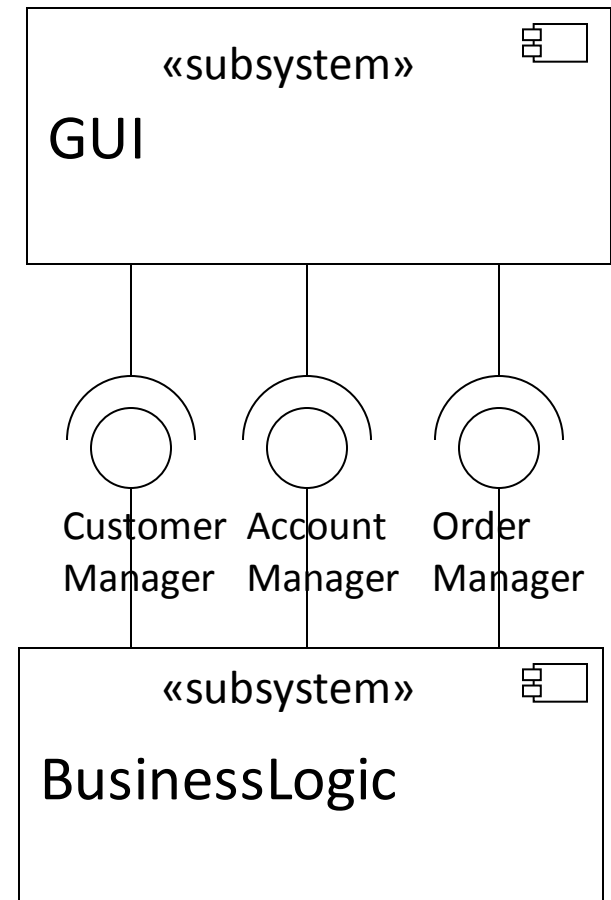 «subsystem»
GUI
Customer Account Order
Manager Manager Manager
«subsystem»
BusinessLogic